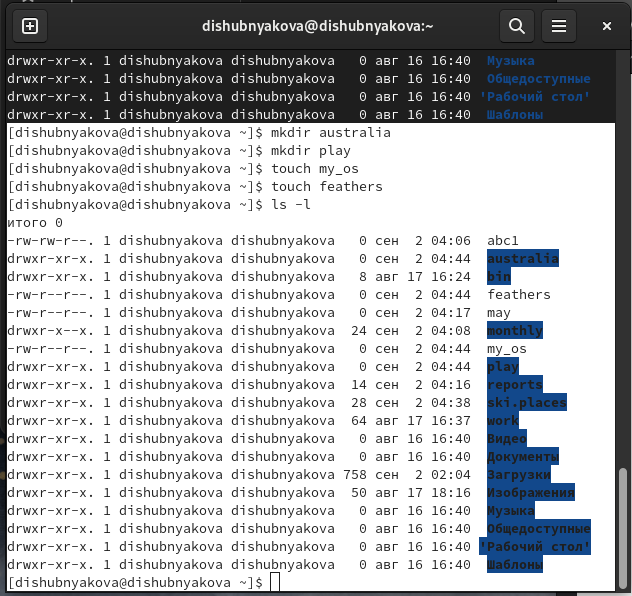 dishubnyakova@dishubnyakova:~
drwxr-xr-x. 1 dishubnyakova dishubnyakova   0 авг 16 16:40  Музыка
drwxr-xr-x. 1 dishubnyakova dishubnyakova   0 авг 16 16:40  Общедоступные
drwxr-xr-x. 1 dishubnyakova dishubnyakova   0 авг 16 16:40 'Рабочий стол'
drwxr-xr-x. 1 dishubnyakova dishubnyakova   0 авг 16 16:40  Шаблоны
[dishubnyakova@dishubnyakova ~]$ mkdir australia
[dishubnyakova@dishubnyakova ~]$ mkdir play
[dishubnyakova@dishubnyakova ~]$ touch my_os
[dishubnyakova@dishubnyakova ~]$ touch feathers
[dishubnyakova@dishubnyakova ~]$ ls -l
итого 0
-rw-rw-r--. 1 dishubnyakova dishubnyakova   0 сен  2 04:06  abc1
drwxr-xr-x. 1 dishubnyakova dishubnyakova   0 сен  2 04:44  australia
drwxr-xr-x. 1 dishubnyakova dishubnyakova   8 авг 17 16:24  bin
-rw-r--r--. 1 dishubnyakova dishubnyakova   0 сен  2 04:44  feathers
-rw-r--r--. 1 dishubnyakova dishubnyakova   0 сен  2 04:17  may
drwxr-x--x. 1 dishubnyakova dishubnyakova  24 сен  2 04:08  monthly
-rw-r--r--. 1 dishubnyakova dishubnyakova   0 сен  2 04:44  my_os
drwxr-xr-x. 1 dishubnyakova dishubnyakova   0 сен  2 04:44  play
drwxr-xr-x. 1 dishubnyakova dishubnyakova  14 сен  2 04:16  reports
drwxr-xr-x. 1 dishubnyakova dishubnyakova  28 сен  2 04:38  ski.places
drwxr-xr-x. 1 dishubnyakova dishubnyakova  64 авг 17 16:37  work
drwxr-xr-x. 1 dishubnyakova dishubnyakova   0 авг 16 16:40  Видео
drwxr-xr-x. 1 dishubnyakova dishubnyakova   0 авг 16 16:40  Документы
drwxr-xr-x. 1 dishubnyakova dishubnyakova 758 сен  2 02:04  Загрузки
drwxr-xr-x. 1 dishubnyakova dishubnyakova  50 авг 17 18:16  Изображения
drwxr-xr-x. 1 dishubnyakova dishubnyakova   0 авг 16 16:40  Музыка
drwxr-xr-x. 1 dishubnyakova dishubnyakova   0 авг 16 16:40  Общедоступные
drwxr-xr-x. 1 dishubnyakova dishubnyakova   0 авг 16 16:40 'Рабочий стол'
drwxr-xr-x. 1 dishubnyakova dishubnyakova   0 авг 16 16:40  Шаблоны
[dishubnyakova@dishubnyakova ~]$